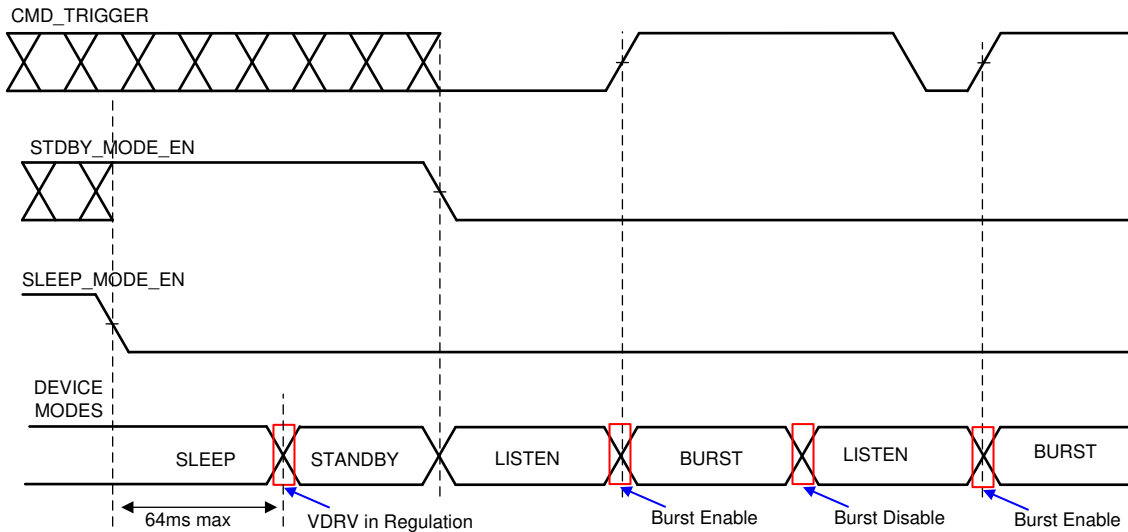 CMD_TRIGGER
STDBY_MODE_EN
SLEEP_MODE_EN
DEVICE
MODES
SLEEP
STANDBY
LISTEN
BURST
LISTEN
BURST
64ms max
VDRV in Regulation
Burst Enable
Burst Disable
Burst Enable